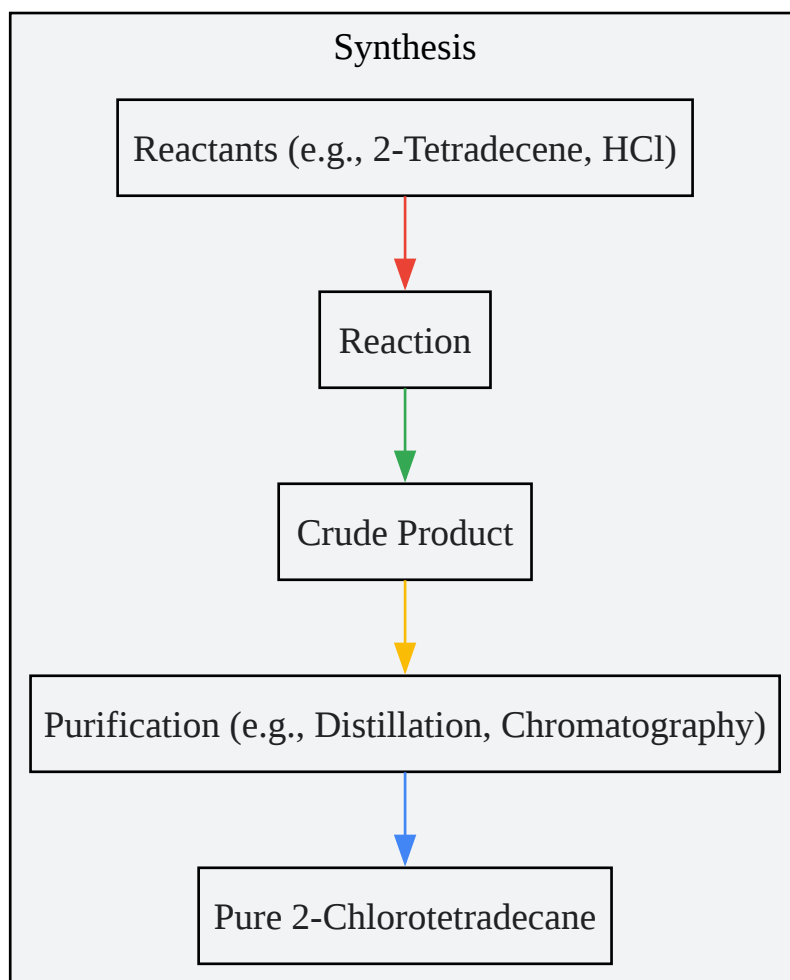 Synthesis
Reactants (e.g., 2-Tetradecene, HCl)
Reaction
Crude Product
Purification (e.g., Distillation, Chromatography)
Pure 2-Chlorotetradecane